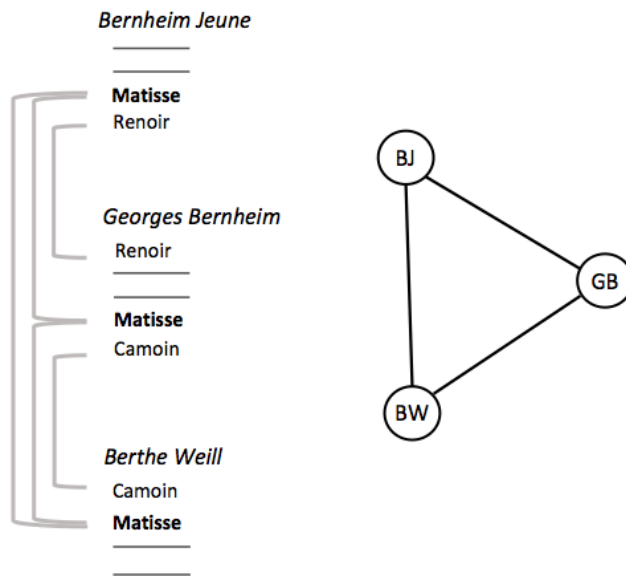 Bernheim Jeune
Matisse
Renoir
Georges Bernheim
Renoir
Matisse
Camoin
Berthe Weill
Camoin
Matisse
BJ
GB
BW